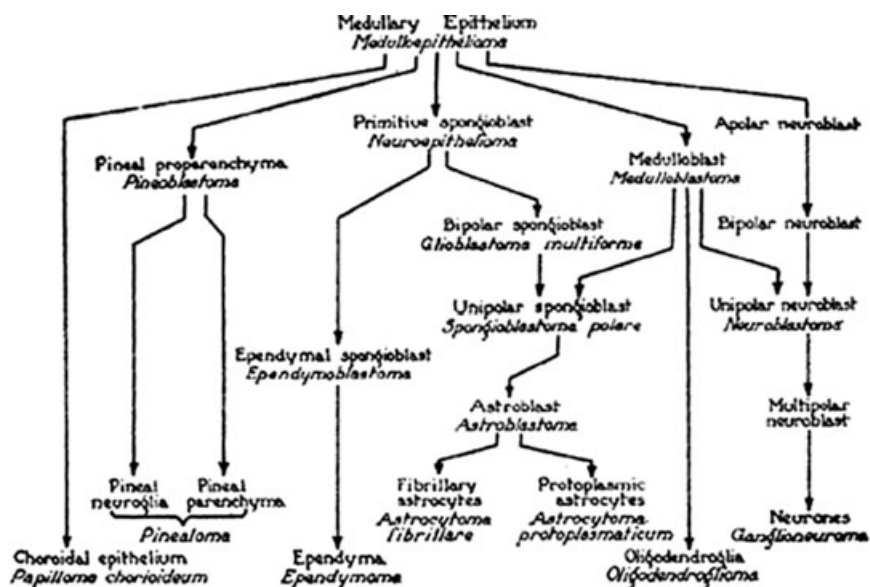 Medullary Epithelium
Medulloepithelioma
Primitive spongioblast
Neuroepithelioma
Apolar neuroblast
Pineal proparenchyma
Pineoblastoma
Medulloblast
Medulloblastoma
Bipolar spongioblast
Glioblastoma multiforme
Bipolar neuroblast
Unipolar spongioblast
Spongioblastoma polare
Unipolar neuroblast
Neuroblastoma
Ependymal spongioblast
Ependymoblastoma
Astroblast
Astroblastoma
Multipolar
neuroblast
Pineal
neuroglia
Pineal
parenchyma
Pinealoma
Fibrillary
astrocytes
Astrocytoma
fibrillare
Protoplasmic
astrocytes
Astrocytoma
protoplasmaticum
Neurones
Ganglioneuroma
Choroidal epithelium
Papilloma chorioideum
Ependyma
Ependymoma
Oligodendroglia
Oligodendroglioma